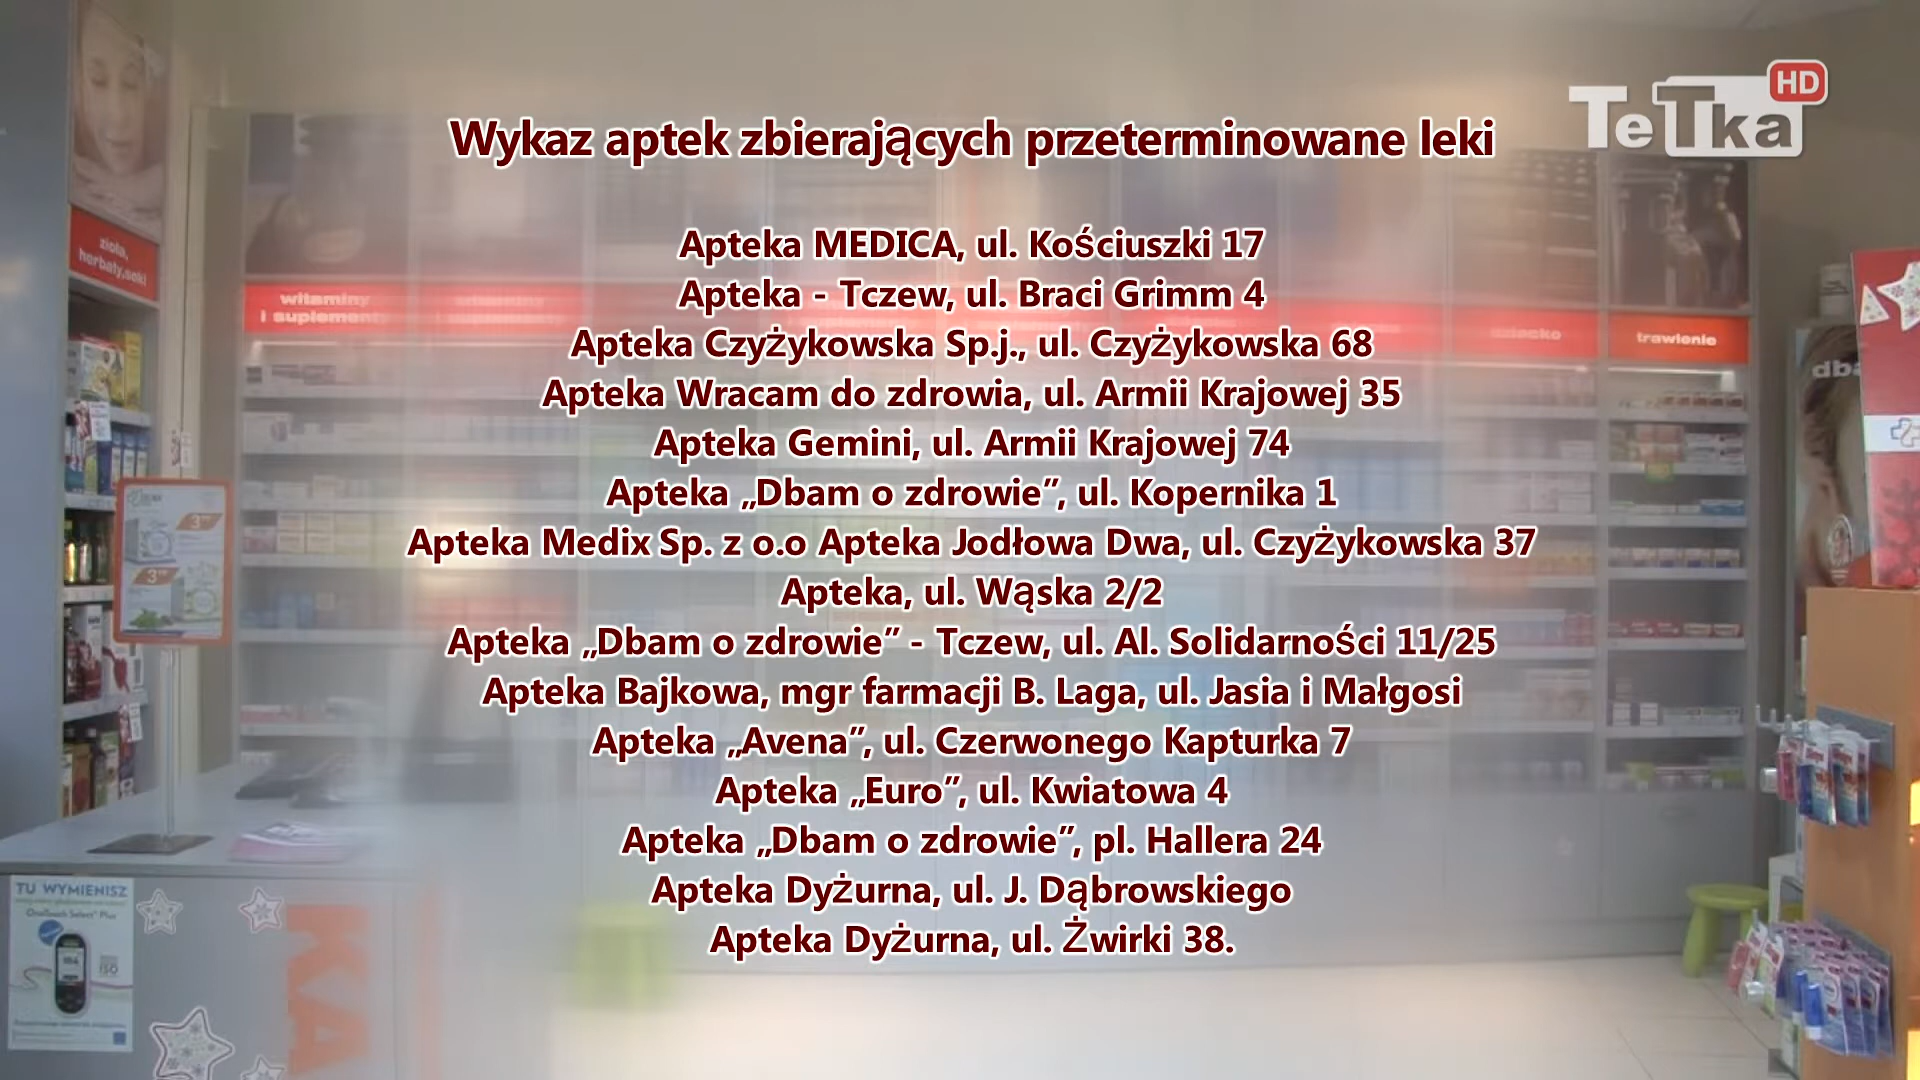 TeTka HD
Wykaz aptek zbierających przeterminowane leki
Apteka MEDICA, ul. Kościuszki 17
Apteka - Tczew, ul. Braci Grimm 4
Apteka Czyżykowska Sp.j., ul. Czyżykowska 68
Apteka Wracam do zdrowia, ul. Armii Krajowej 35
Apteka Gemini, ul. Armii Krajowej 74
Apteka „Dbam o zdrowie”, ul. Kopernika 1
Apteka Medix Sp. z o.o Apteka Jodłowa Dwa, ul. Czyżykowska 37
Apteka, ul. Wąska 2/2
Apteka „Dbam o zdrowie” - Tczew, ul. Al. Solidarności 11/25
Apteka Bajkowa, mgr farmacji B. Laga, ul. Jasia i Małgosi
Apteka „Avena”, ul. Czerwonego Kapturka 7
Apteka „Euro”, ul. Kwiatowa 4
Apteka „Dbam o zdrowie”, pl. Hallera 24
Apteka Dyżurna, ul. J. Dąbrowskiego
Apteka Dyżurna, ul. Żwirki 38.
zioła,
herbaty,soki
witaminy
i suplementy
trawienie
dba
TU WYMIENISZ
OneTouch Select Plus
KA